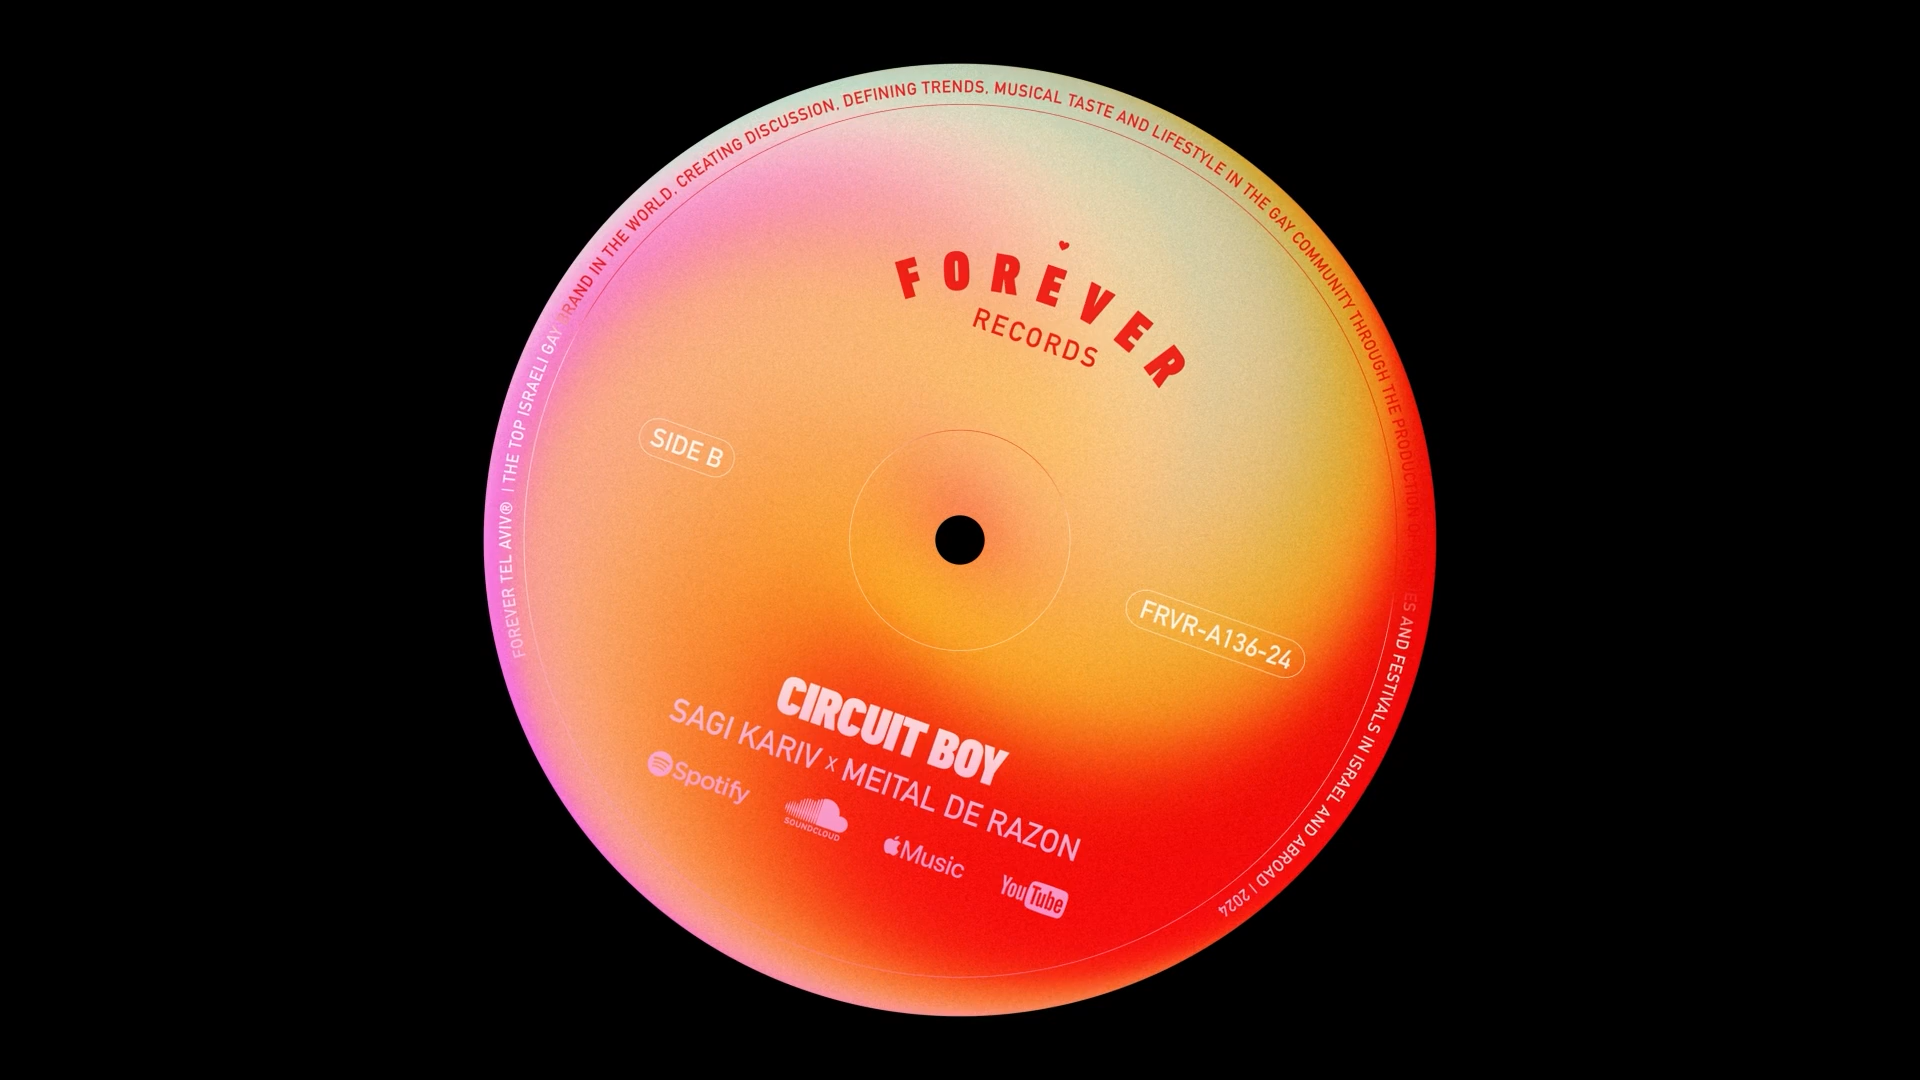 FOREVER TEL AVIV® | THE TOP ISRAELI GAY BRAND IN THE WORLD. CREATING DISCUSSION, DEFINING TRENDS, MUSICAL TASTE AND LIFESTYLE IN THE GAY COMMUNITY THROUGH THE PRODUCTION OF AND FESTIVALS IN ISRAEL AND ABROAD | 2024
FOREVER
RECORDS
SIDE B
FRVR-A136-24
CIRCUIT BOY
SAGI KARIV x MEITAL DE RAZON
Spotify
SOUNDCLOUD
Music
YouTube